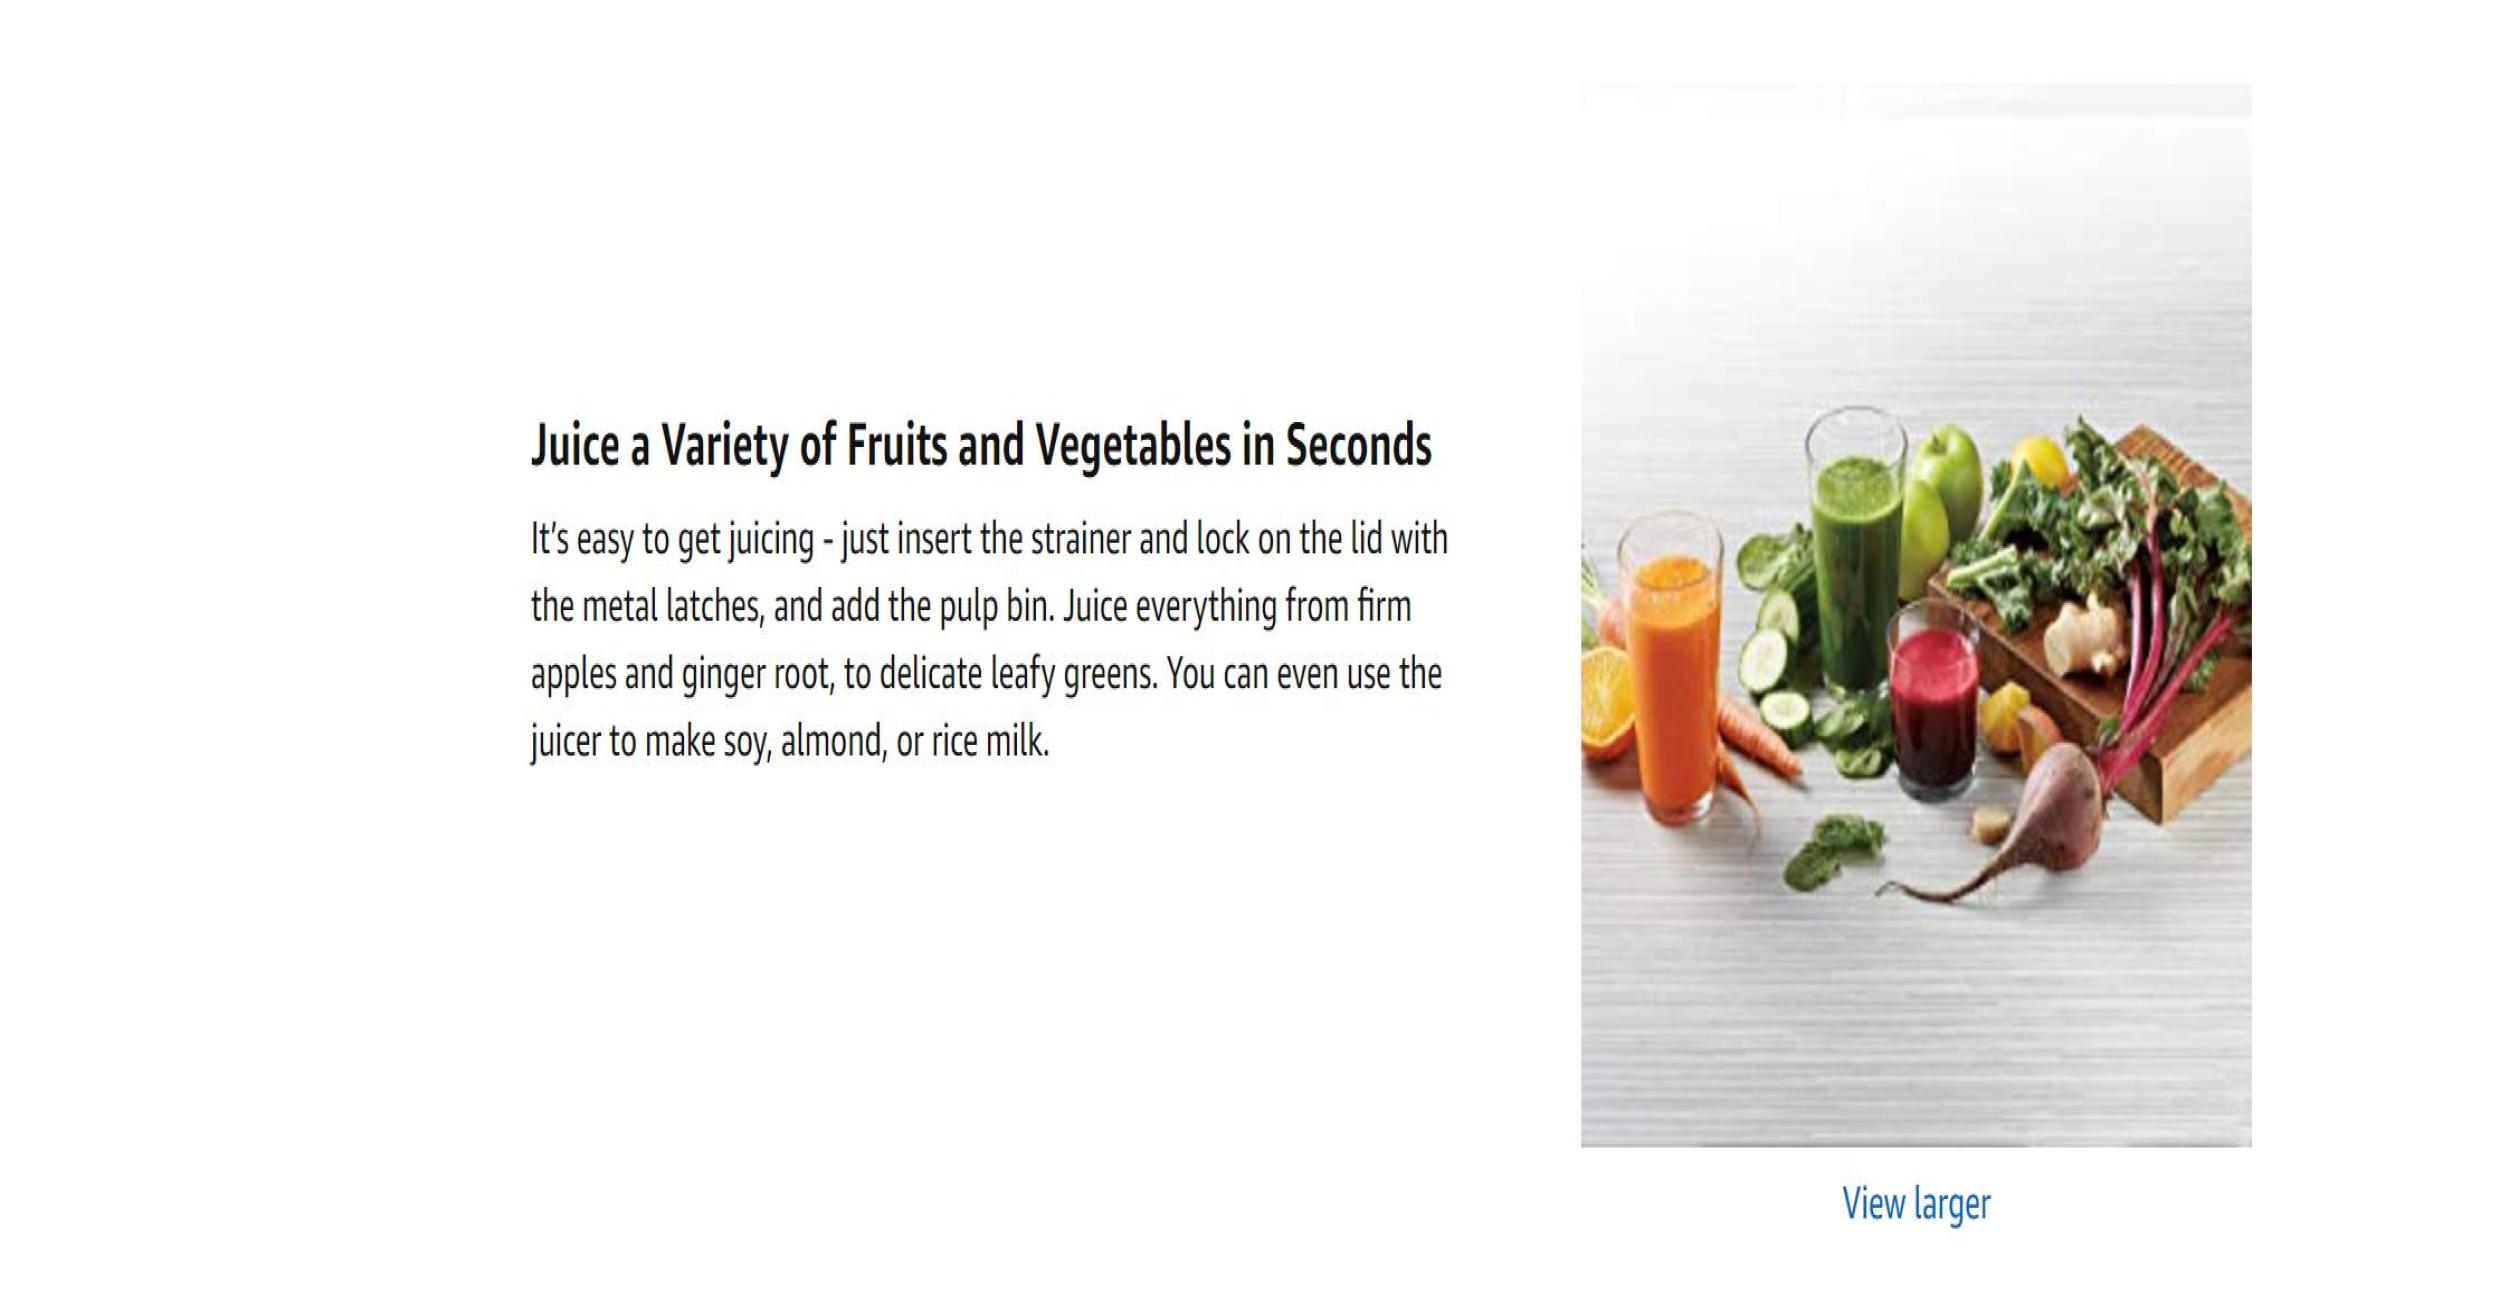 Juice a Variety of Fruits and Vegetables in Seconds
It’s easy to get juicing - just insert the strainer and lock on the lid with
the metal latches, and add the pulp bin. Juice everything from firm
apples and ginger root, to delicate leafy greens. You can even use the
juicer to make soy, almond, or rice milk.
View larger